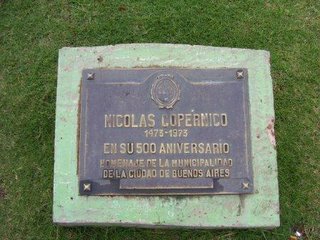 NICOLAS COPERNICO
1473-1973
EN SU 500 ANIVERSARIO
HOMENAJE DE LA MUNICIPALIDAD
DE LA CIUDAD DE BUENOS AIRES